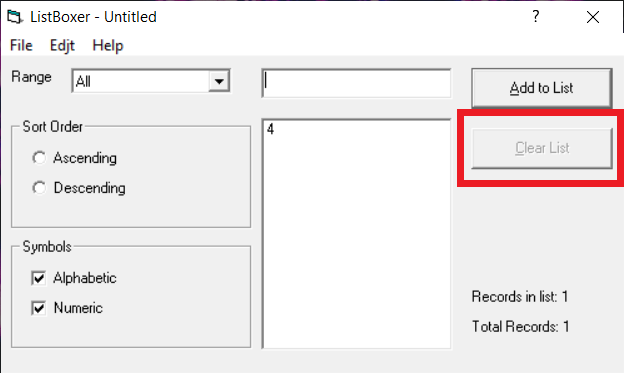 ListBoxer - Untitled ?
File Edjt Help
Range All Add to List
Sort Order
4
Clear List
Ascending
Descending
Symbols
Alphabetic
Numeric
Records in list: 1
Total Records: 1